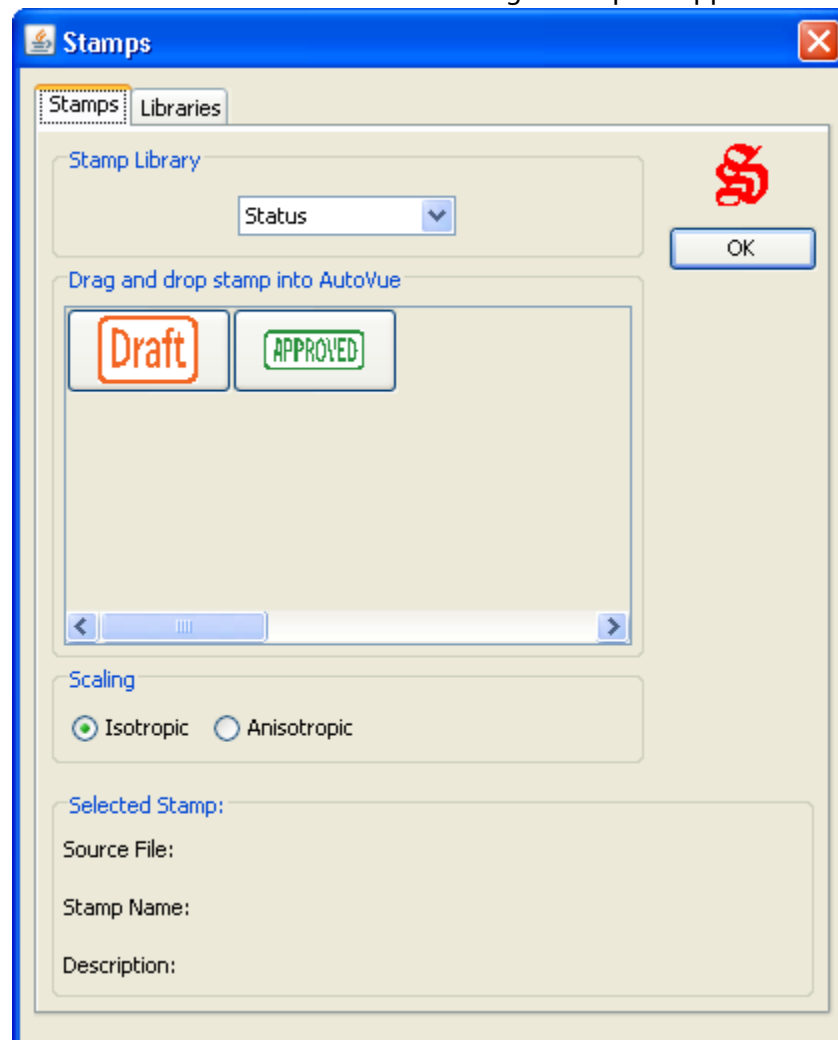 Stamps
Stamps Libraries
Stamp Library
Status
S
OK
Drag and drop stamp into AutoVue
Draft APPROVED
Scaling
Isotropic Anisotropic
Selected Stamp:
Source File:
Stamp Name:
Description: